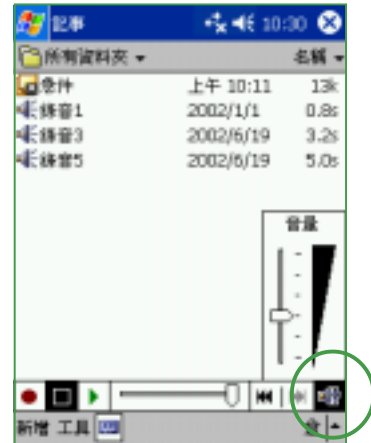 記事 10:30
所有資料夾 名稱
急件 上午 10:11 13k
錄音1 2002/1/1 0.8s
錄音3 2002/6/19 3.2s
錄音5 2002/6/19 5.0s
音量
新增 工具